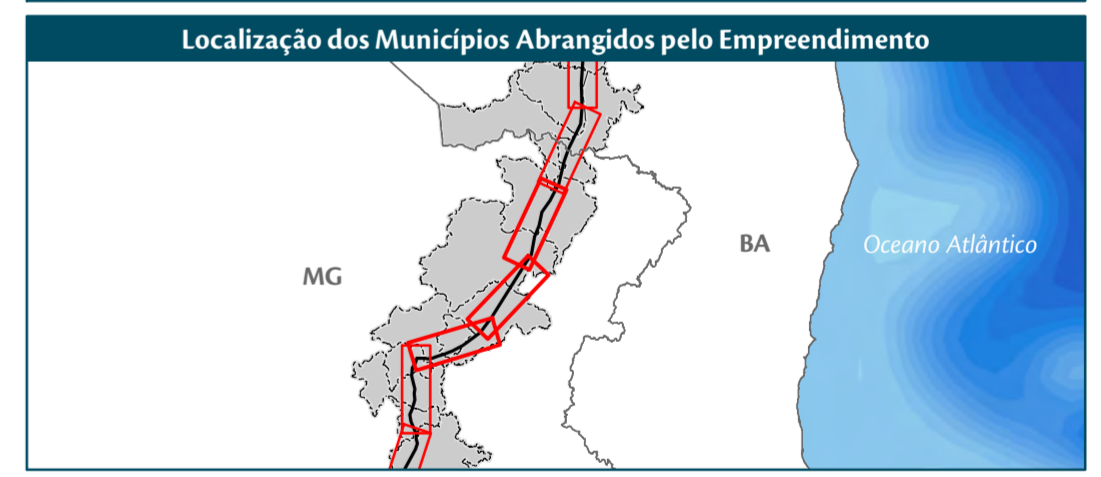 Localização dos Municípios Abrangidos pelo Empreendimento
BA
Oceano Atlântico
MG